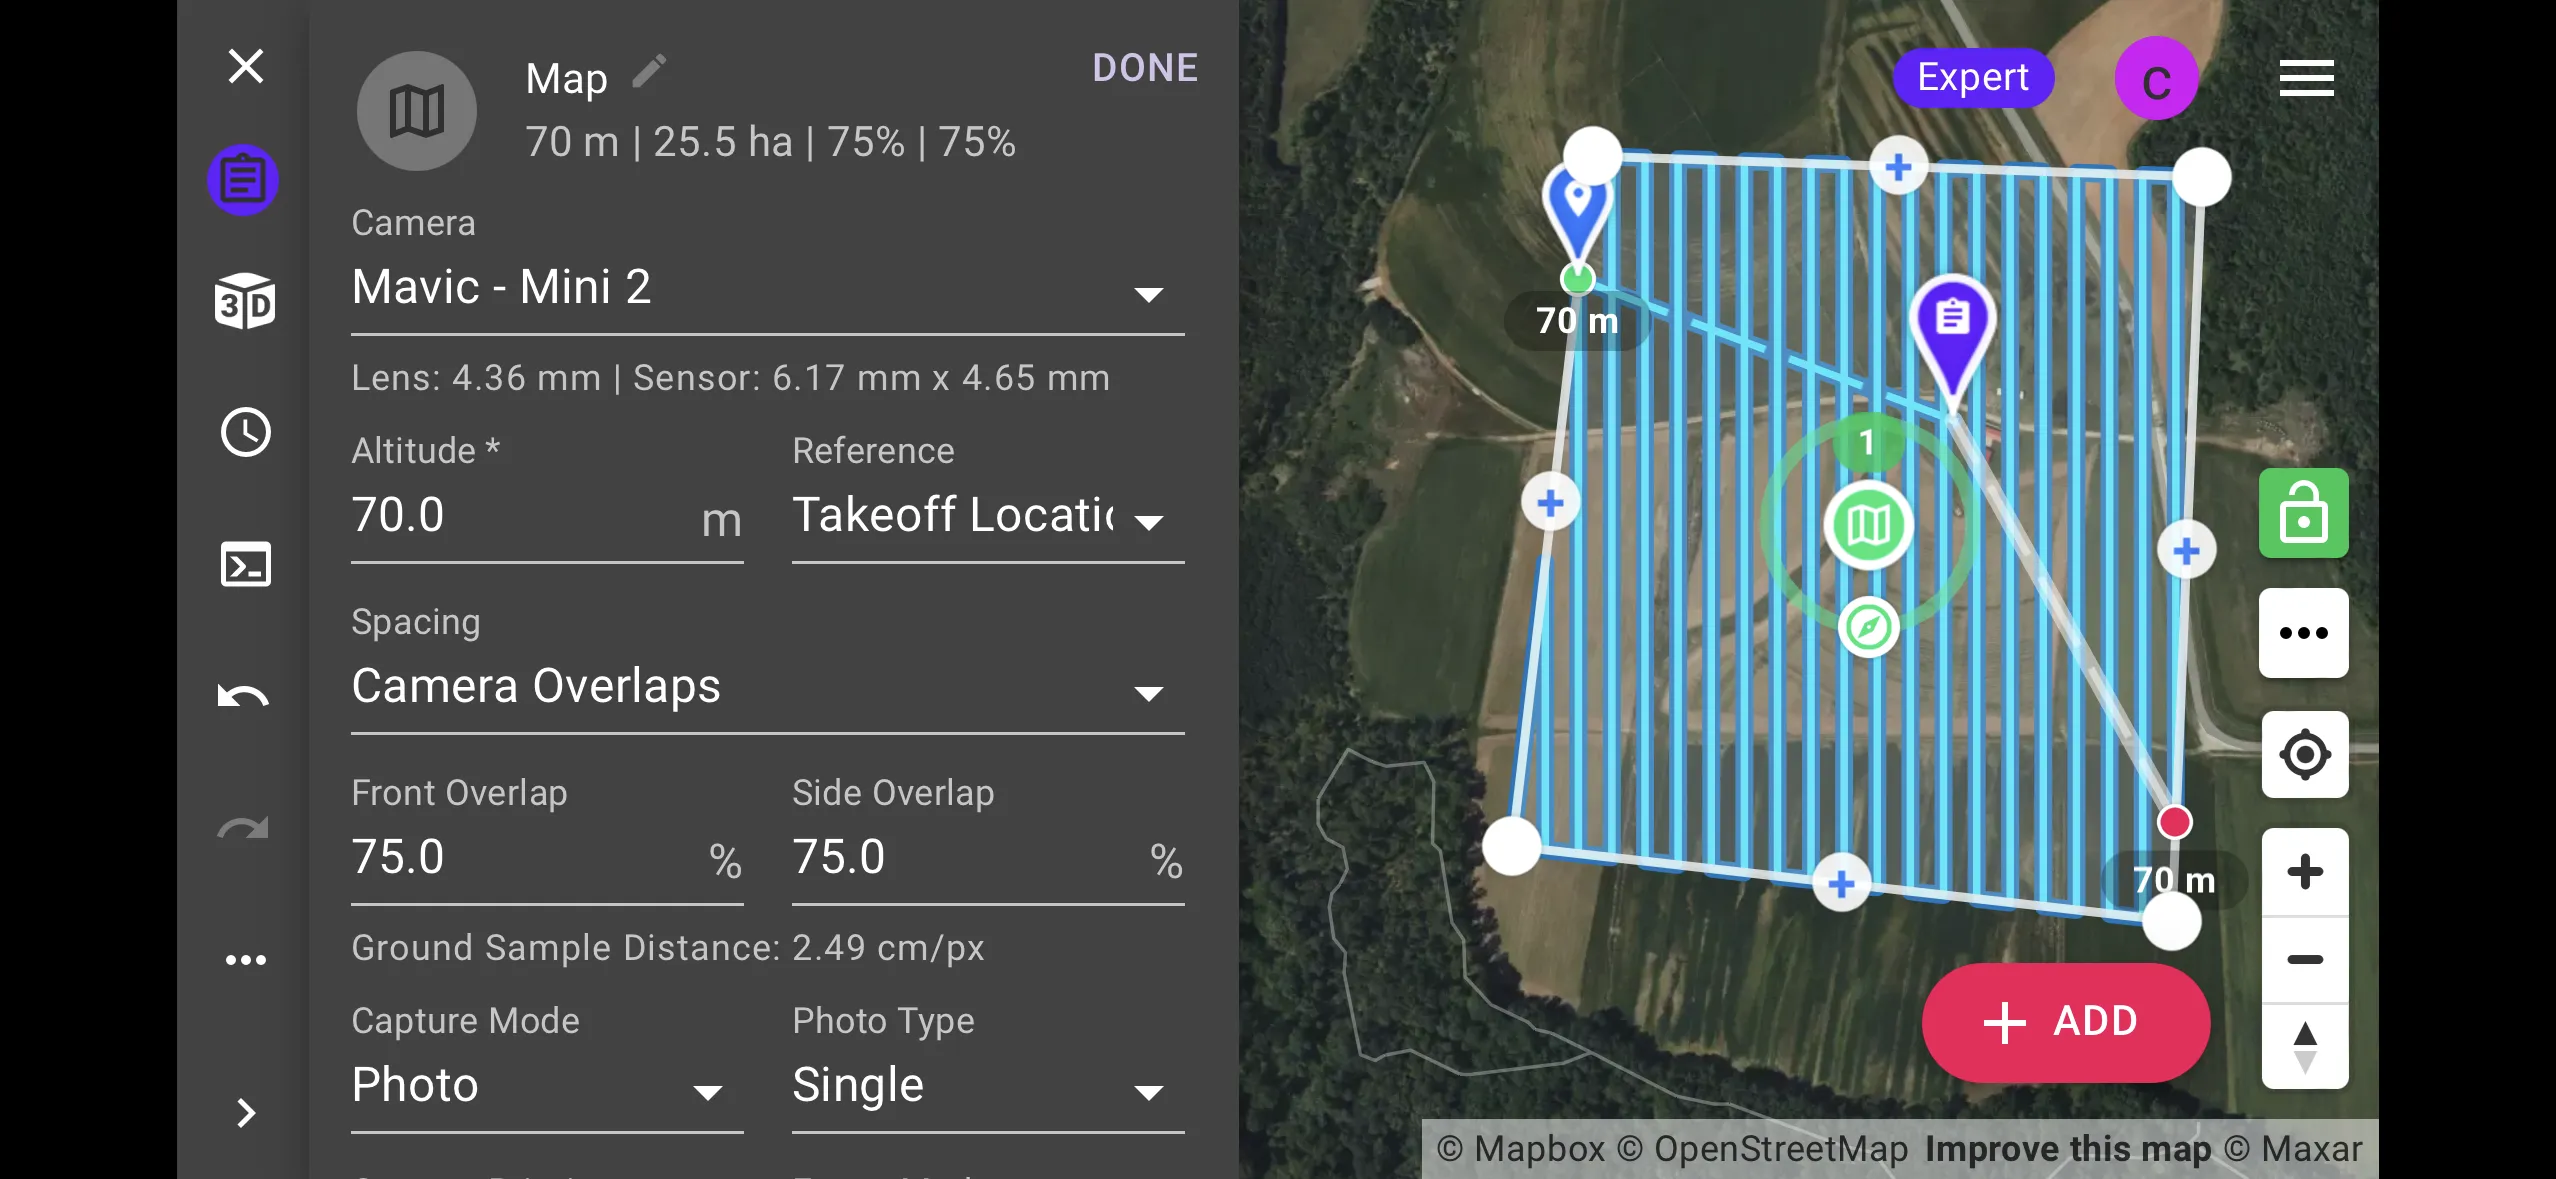 Map
DONE
70 m | 25.5 ha | 75% | 75%
Camera
Mavic - Mini 2
Lens: 4.36 mm | Sensor: 6.17 mm x 4.65 mm
Altitude *
Reference
70.0 m
Takeoff Locatic
Spacing
Camera Overlaps
Front Overlap
Side Overlap
75.0 %
75.0 %
Ground Sample Distance: 2.49 cm/px
Capture Mode
Photo Type
Photo
Single
3D
Expert
C
70 m
1
70 m
ADD
© Mapbox © OpenStreetMap Improve this map © Maxar